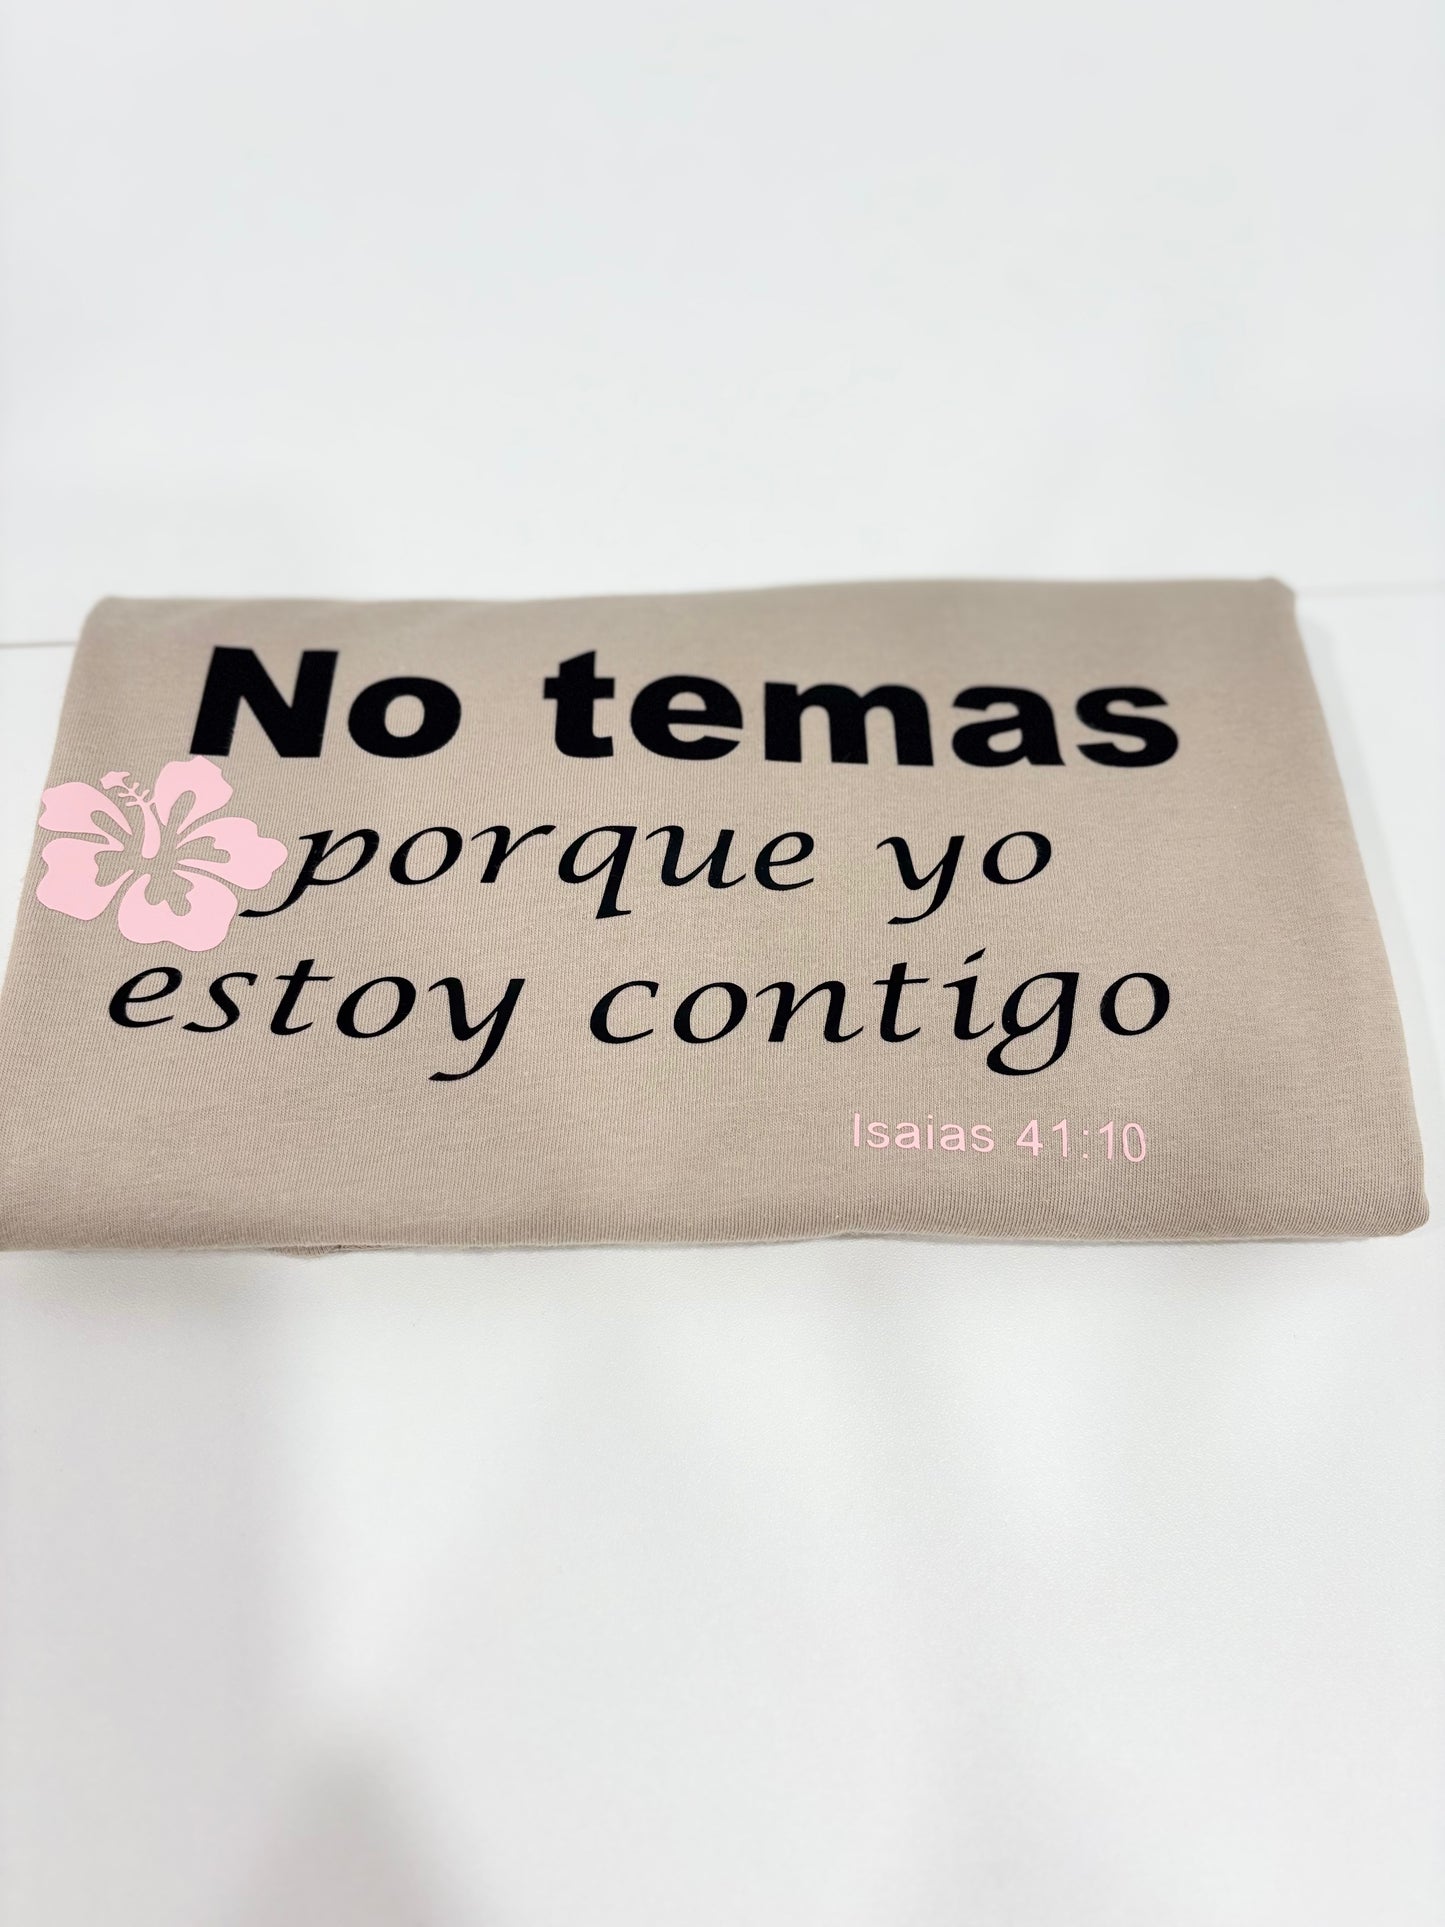 No temas
porque yo
estoy contigo
Isaias 41:10